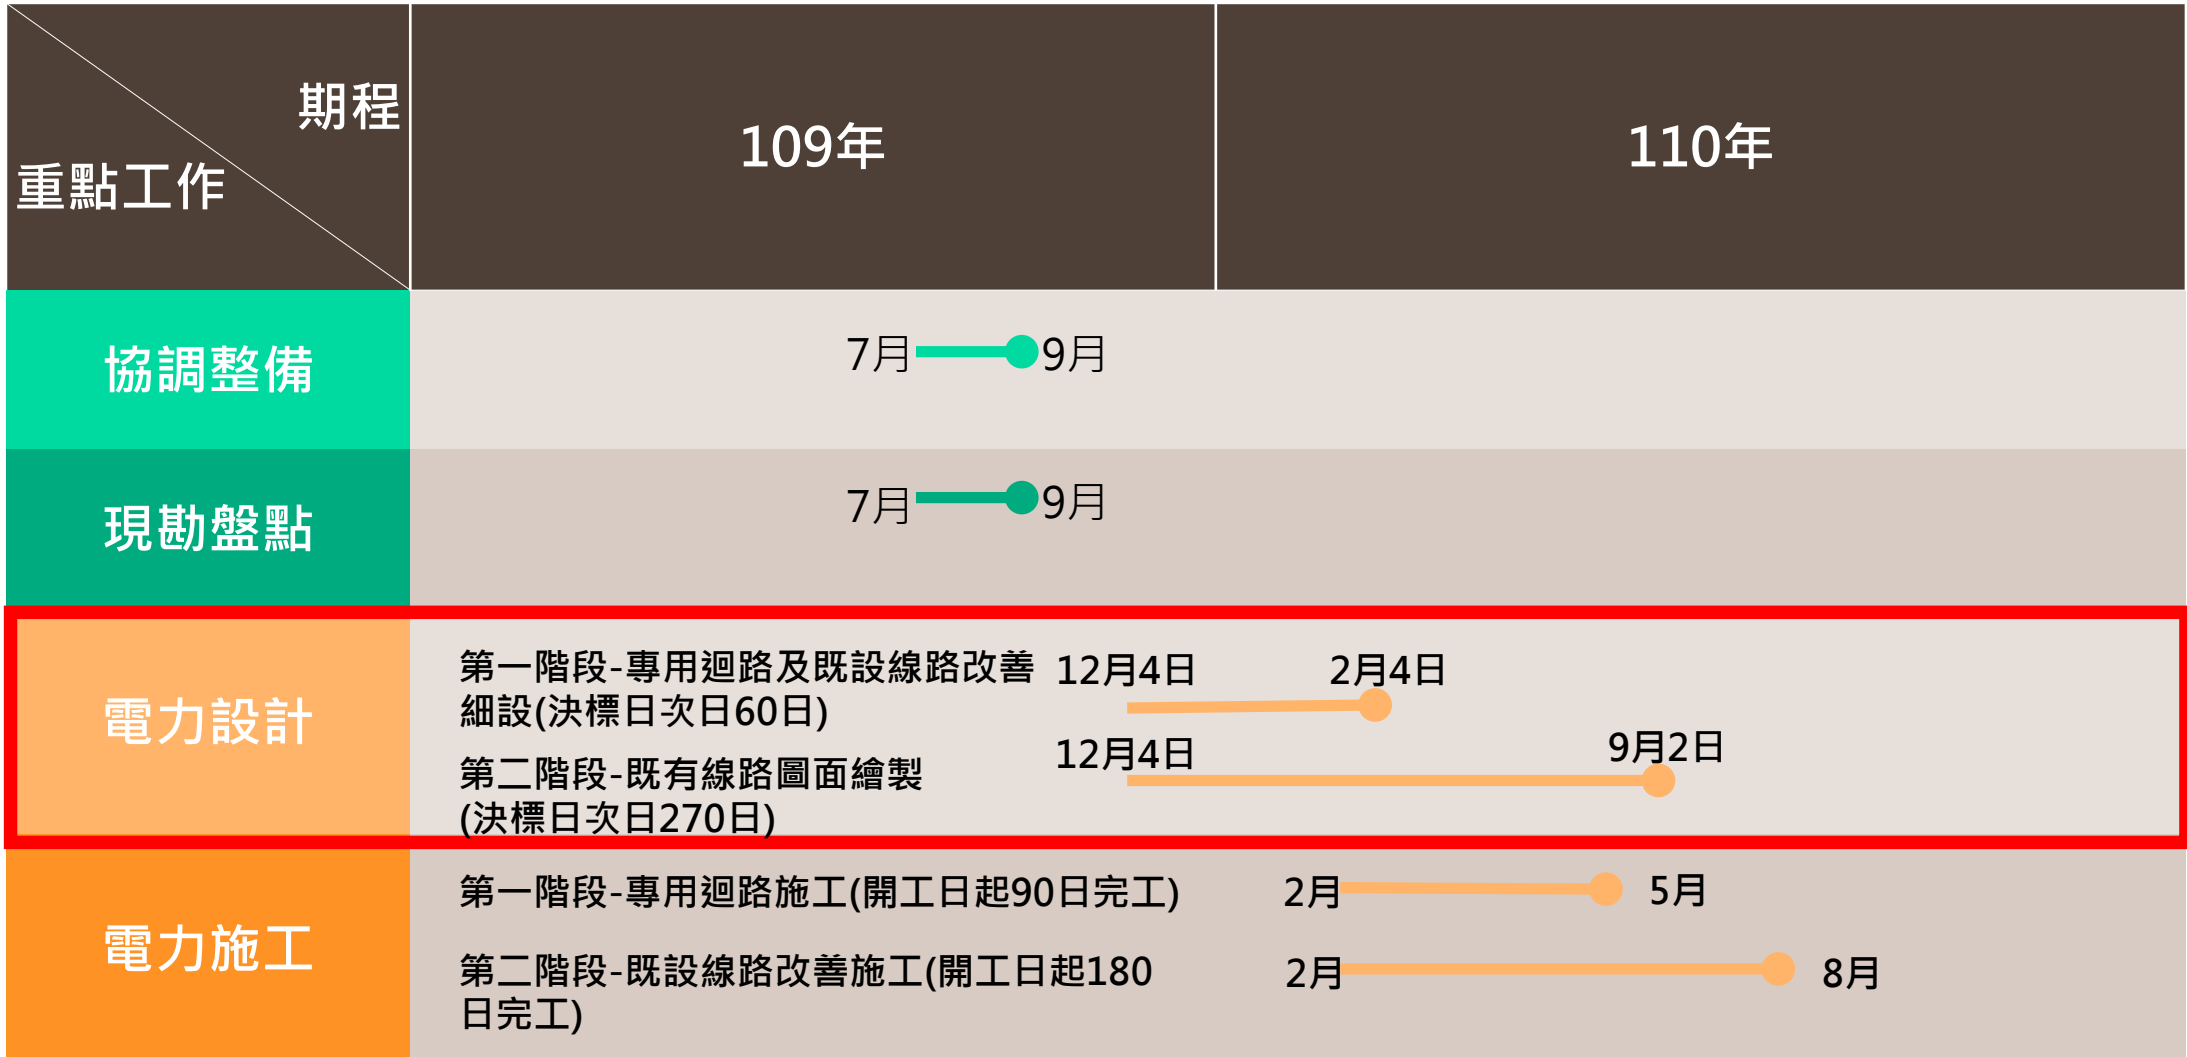 期程
重點工作
109年
110年
協調整備
7月
9月
現勘盤點
7月
9月
電力設計
第一階段-專用迴路及既設線路改善
細設(決標日次日60日)
12月4日
2月4日
第二階段-既有線路圖面繪製
(決標日次日270日)
12月4日
9月2日
電力施工
第一階段-專用迴路施工(開工日起90日完工)
2月
5月
第二階段-既設線路改善施工(開工日起180
日完工)
2月
8月